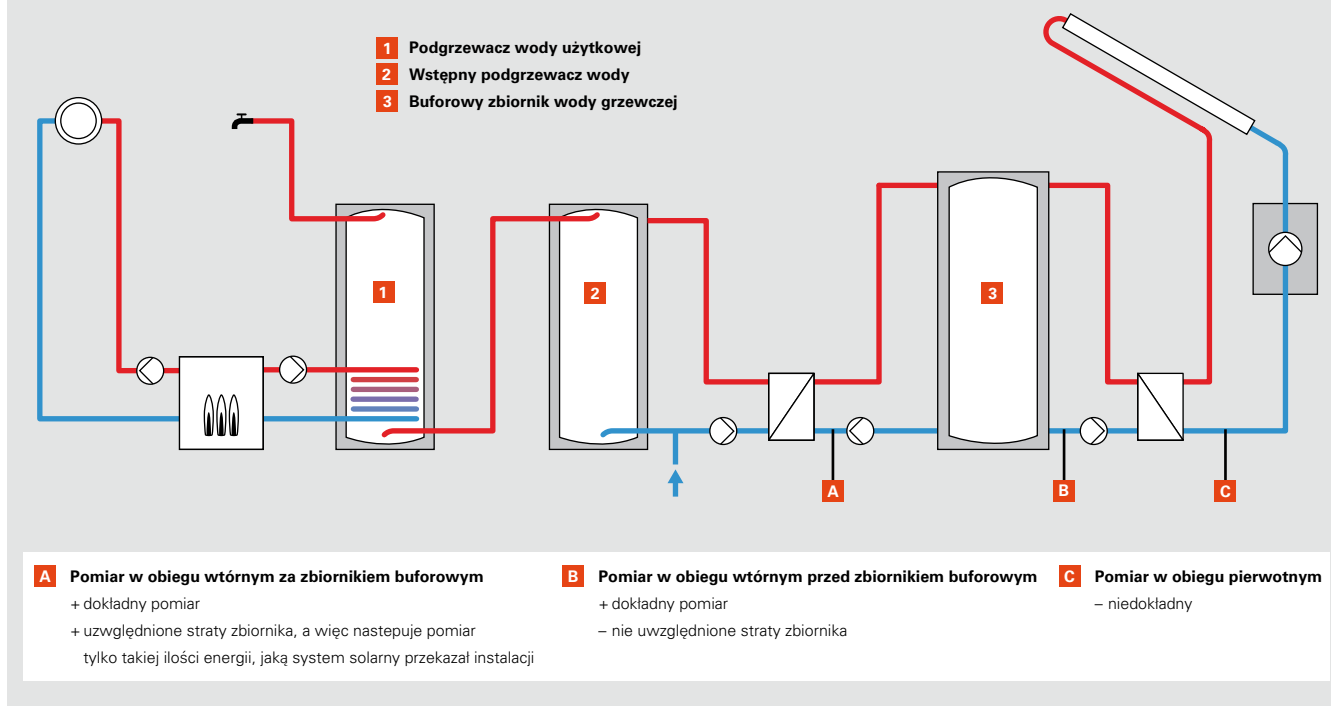 1 Podgrzewacz wody użytkowej
2 Wstępny podgrzewacz wody
3 Buforowy zbiornik wody grzewczej
1
2
3
A
B
C
A Pomiar w obiegu wtórnym za zbiornikiem buforowym
+ dokładny pomiar
+ uzwględnione straty zbiornika, a więc nastepuje pomiar
tylko takiej ilości energii, jaką system solarny przekazał instalacji
B Pomiar w obiegu wtórnym przed zbiornikiem buforowym
+ dokładny pomiar
– nie uwzględnione straty zbiornika
C Pomiar w obiegu pierwotnym
– niedokładny